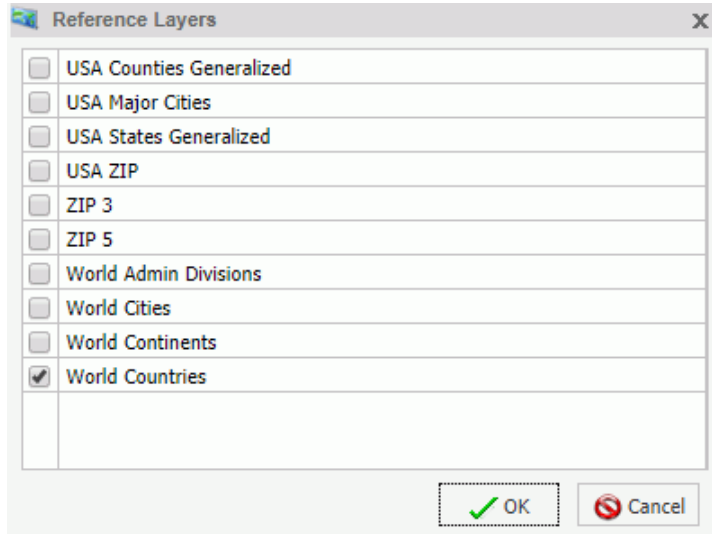 Reference Layers
X
USA Counties Generalized
USA Major Cities
USA States Generalized
USA ZIP
ZIP 3
ZIP 5
World Admin Divisions
World Cities
World Continents
World Countries
OK
Cancel